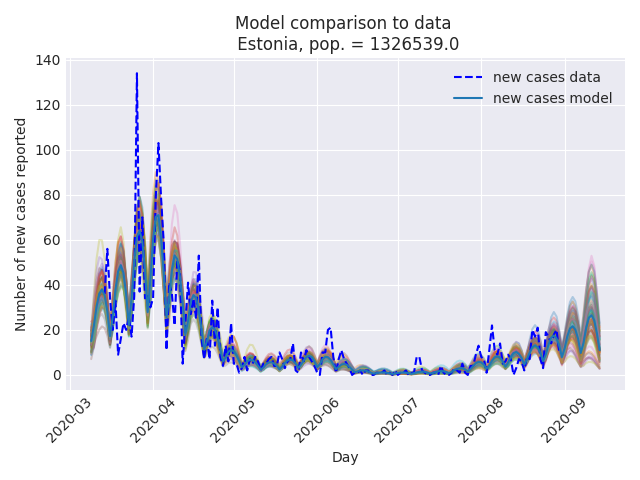 Model comparison to data
Estonia, pop. = 1326539.0
Number of new cases reported
140
120
100
80
60
40
20
0
new cases data
new cases model
2020-03
2020-04
2020-05
2020-06
2020-07
2020-08
2020-09
Day